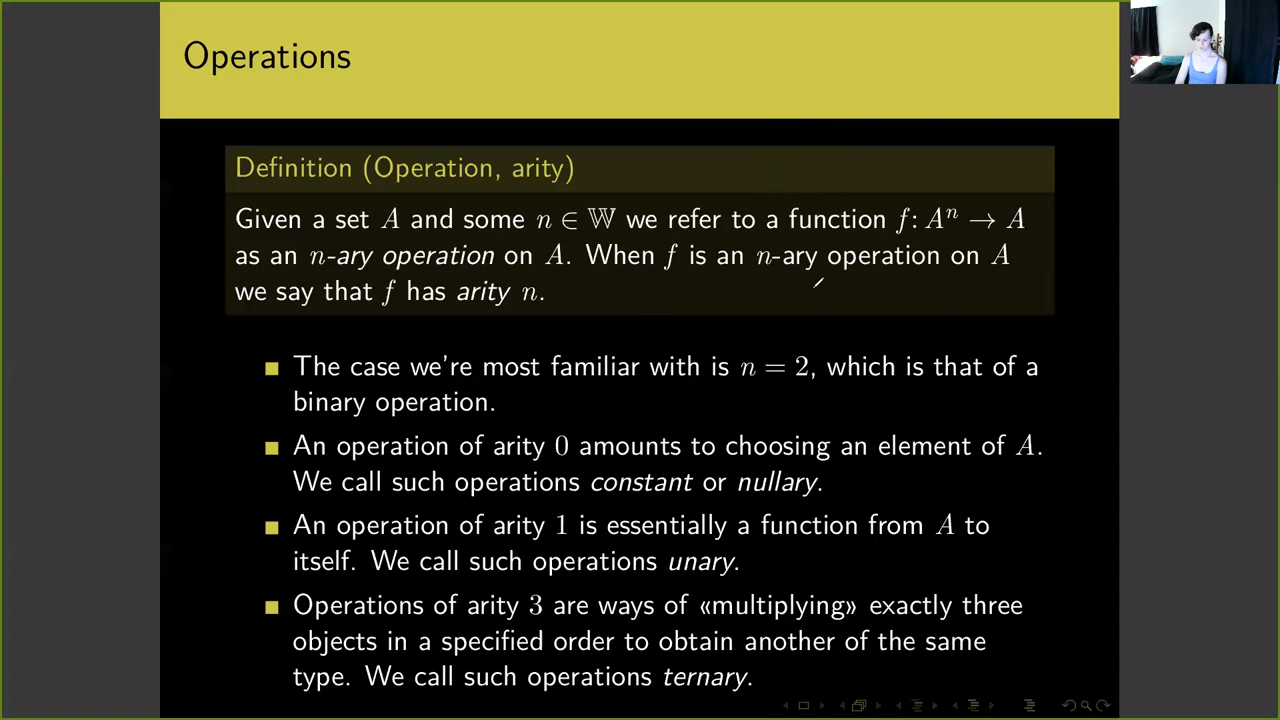 Operations
Definition (Operation, arity)
Given a set A and some n ∈ 𝕎 we refer to a function f: Aⁿ → A
as an n-ary operation on A. When f is an n-ary operation on A
we say that f has arity n.
The case we're most familiar with is n = 2, which is that of a
binary operation.
An operation of arity 0 amounts to choosing an element of A.
We call such operations constant or nullary.
An operation of arity 1 is essentially a function from A to
itself. We call such operations unary.
Operations of arity 3 are ways of «multiplying» exactly three
objects in a specified order to obtain another of the same
type. We call such operations ternary.